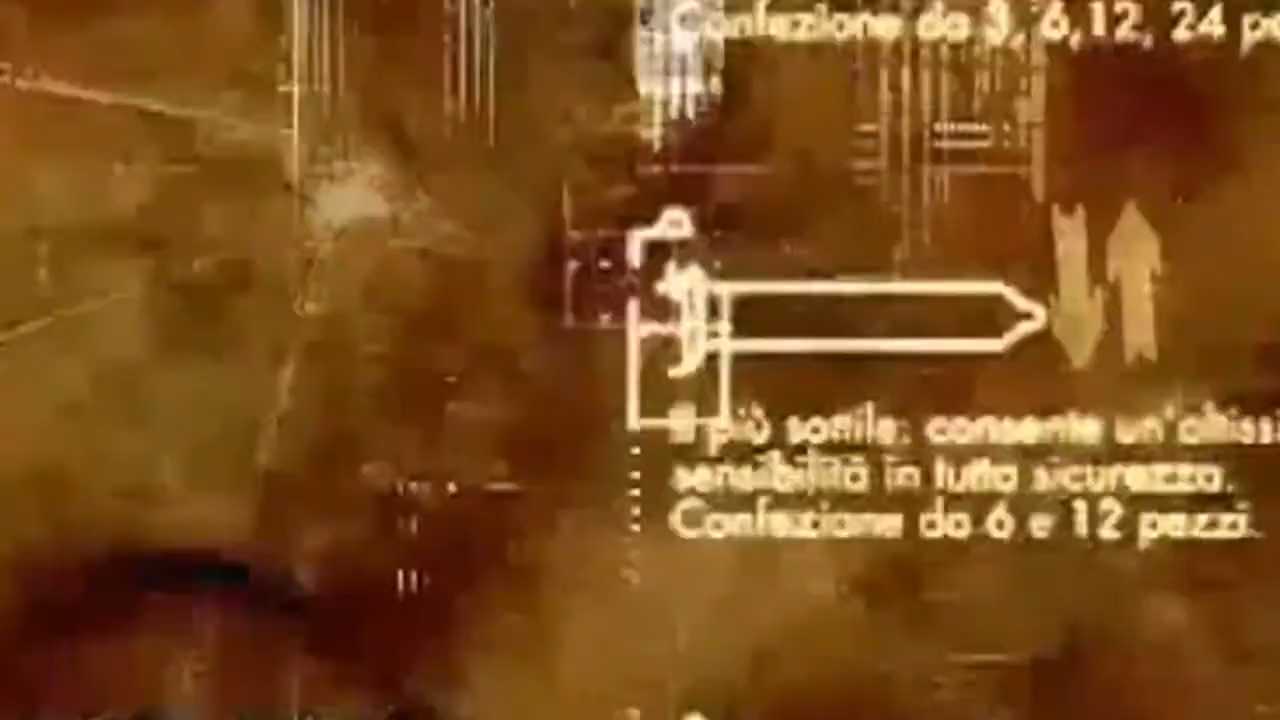 Confezione da 3, 6,12, 24 pe
Il più sottile: consente un'altissi
sensibilità in tutta sicurezza.
Confezione da 6 e 12 pezzi.